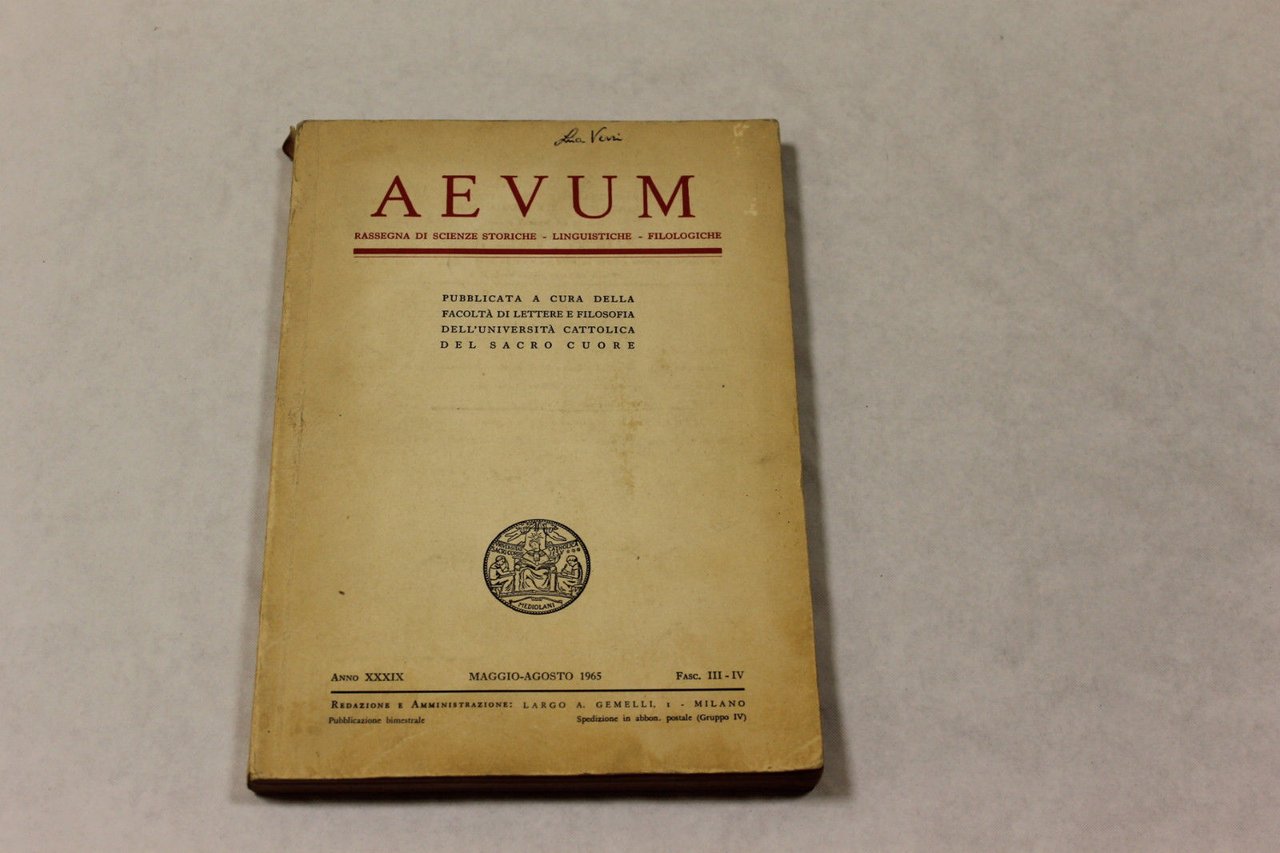 AEVUM
RASSEGNA DI SCIENZE STORICHE - LINGUISTICHE - FILOLOGICHE
PUBBLICATA A CURA DELLA
FACOLTÀ DI LETTERE E FILOSOFIA
DELL'UNIVERSITÀ CATTOLICA
DEL SACRO CUORE
MEDIOLANI
ANNO XXXIX MAGGIO-AGOSTO 1965 FASC. III - IV
REDAZIONE E AMMINISTRAZIONE: LARGO A. GEMELLI, 1 - MILANO
Pubblicazione bimestrale Spedizione in abbon. postale (Gruppo IV)